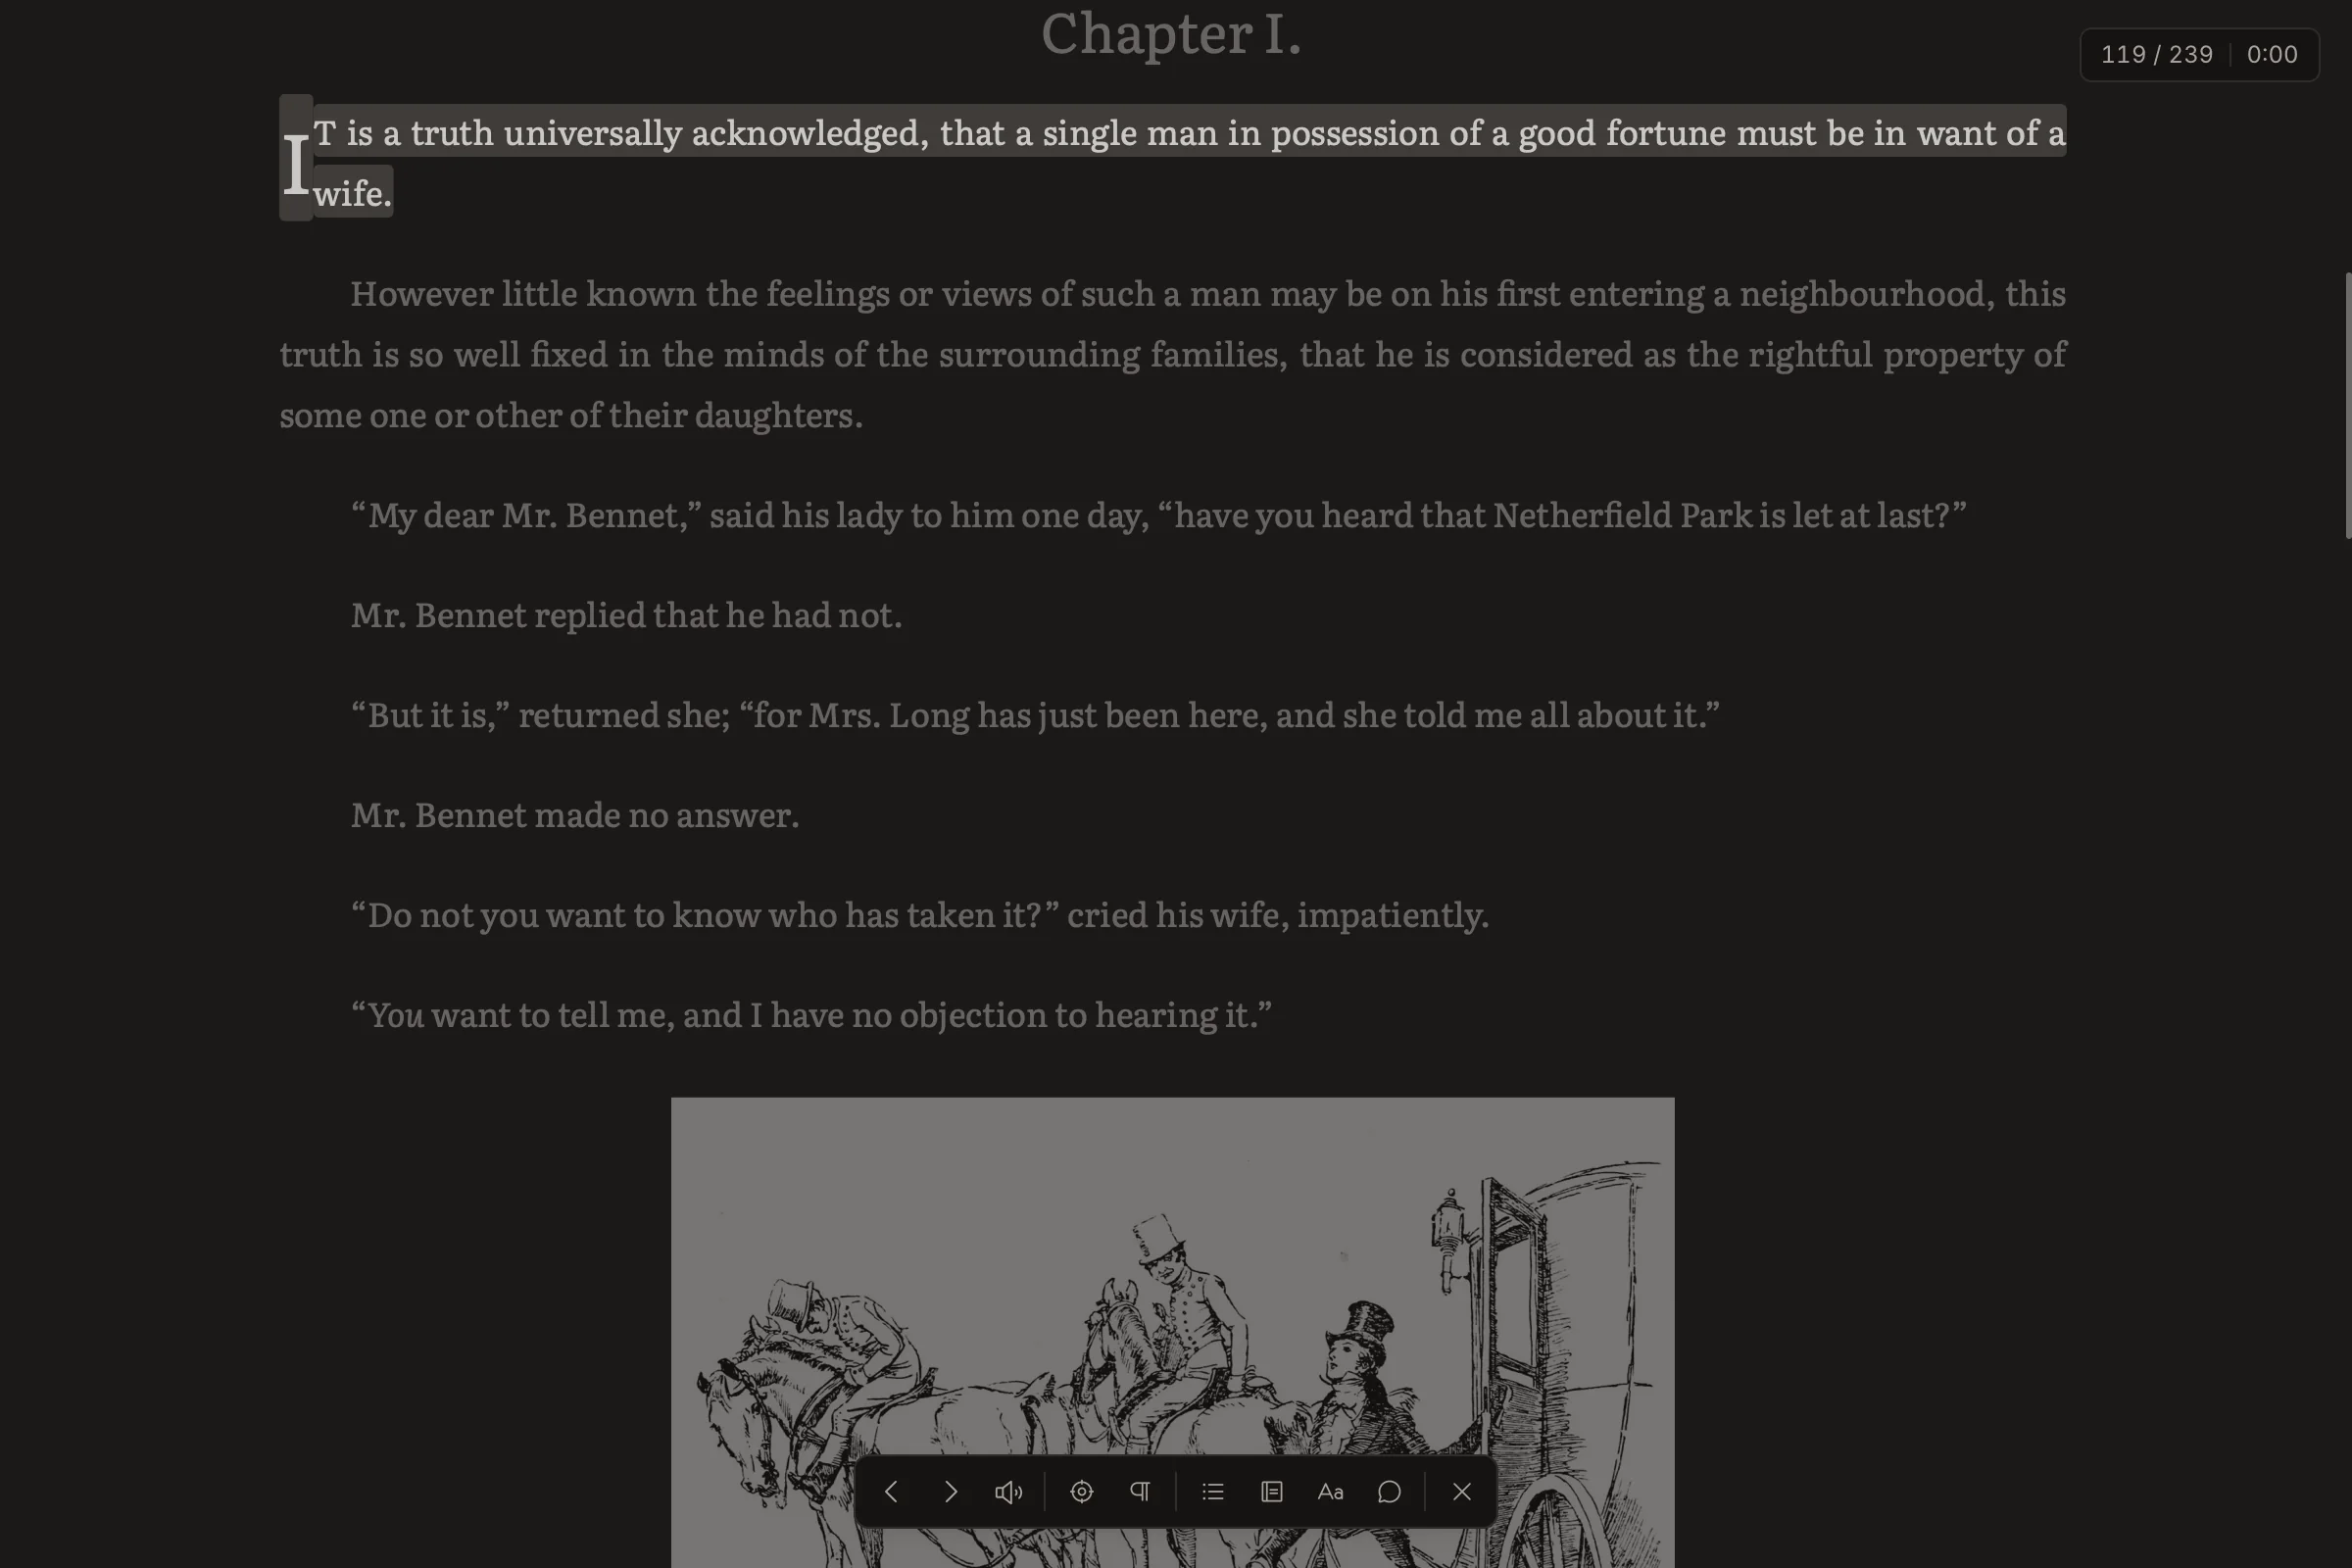 Chapter I.
119 / 239 | 0:00
IT is a truth universally acknowledged, that a single man in possession of a good fortune must be in want of a
wife.
However little known the feelings or views of such a man may be on his first entering a neighbourhood, this
truth is so well fixed in the minds of the surrounding families, that he is considered as the rightful property of
some one or other of their daughters.
“My dear Mr. Bennet,” said his lady to him one day, “have you heard that Netherfield Park is let at last?”
Mr. Bennet replied that he had not.
“But it is,” returned she; “for Mrs. Long has just been here, and she told me all about it.”
Mr. Bennet made no answer.
“Do not you want to know who has taken it?” cried his wife, impatiently.
“You want to tell me, and I have no objection to hearing it.”
Aa